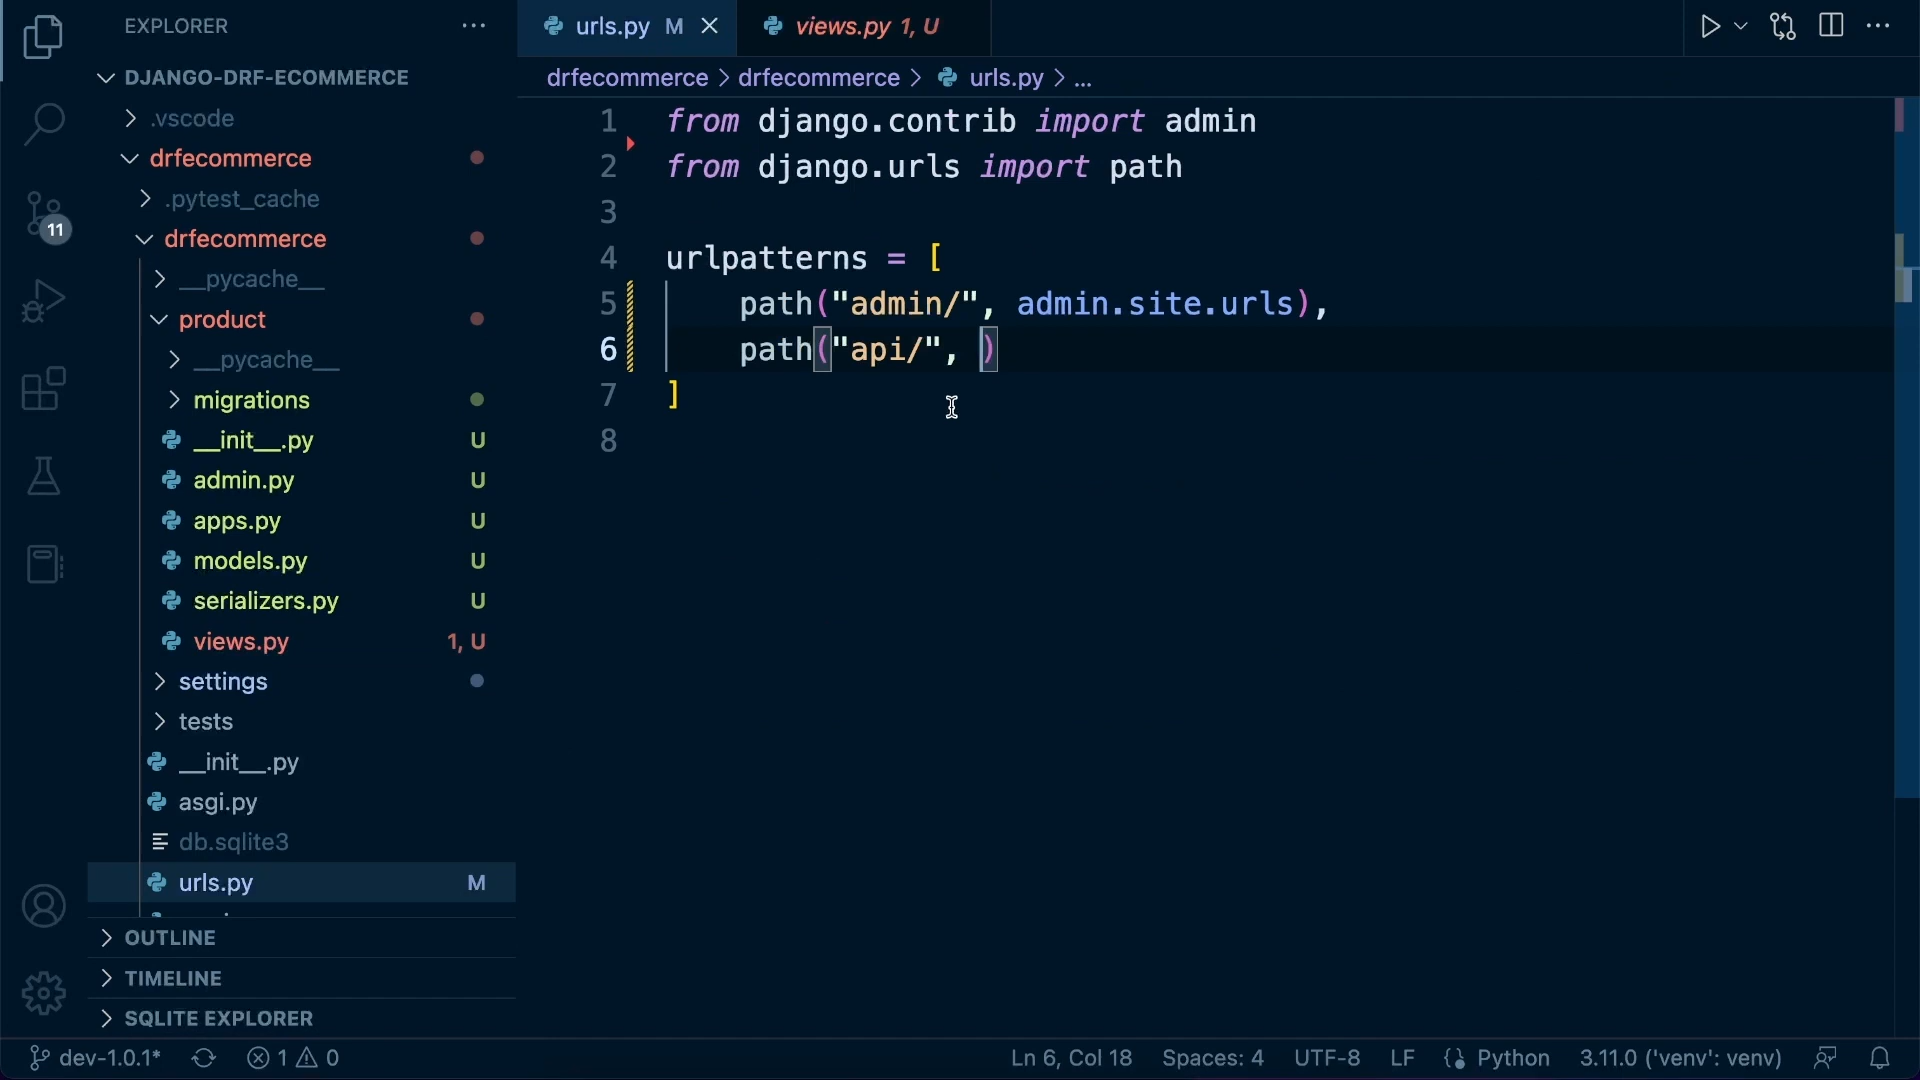 EXPLORER
urls.py M
views.py 1, U
DJANGO-DRF-ECOMMERCE
drfecommerce > drfecommerce > urls.py > ...
.vscode
drfecommerce
.pytest_cache
drfecommerce
__pycache__
product
__pycache__
migrations
__init__.py U
admin.py U
apps.py U
models.py U
serializers.py U
views.py 1, U
settings
tests
__init__.py
asgi.py
db.sqlite3
urls.py M
OUTLINE
TIMELINE
SQLITE EXPLORER
11
1 from django.contrib import admin
2 from django.urls import path
3
4 urlpatterns = [
5 path("admin/", admin.site.urls),
6 path("api/", )
7 ]
8
dev-1.0.1* 1 0 Ln 6, Col 18 Spaces: 4 UTF-8 LF Python 3.11.0 ('venv': venv)